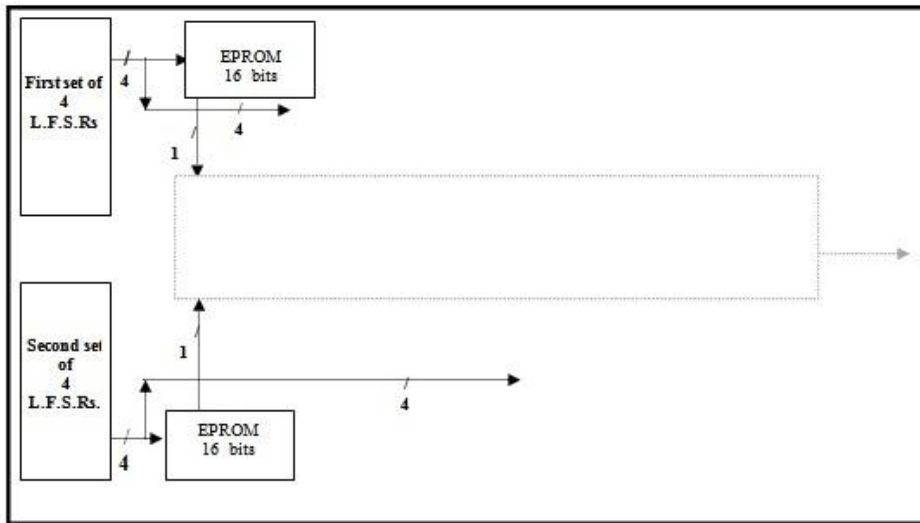 First set of
4
L.F.S.Rs
4
EPROM
16 bits
4
1
Second set
of
4
L.F.S.Rs.
1
4
4
EPROM
16 bits